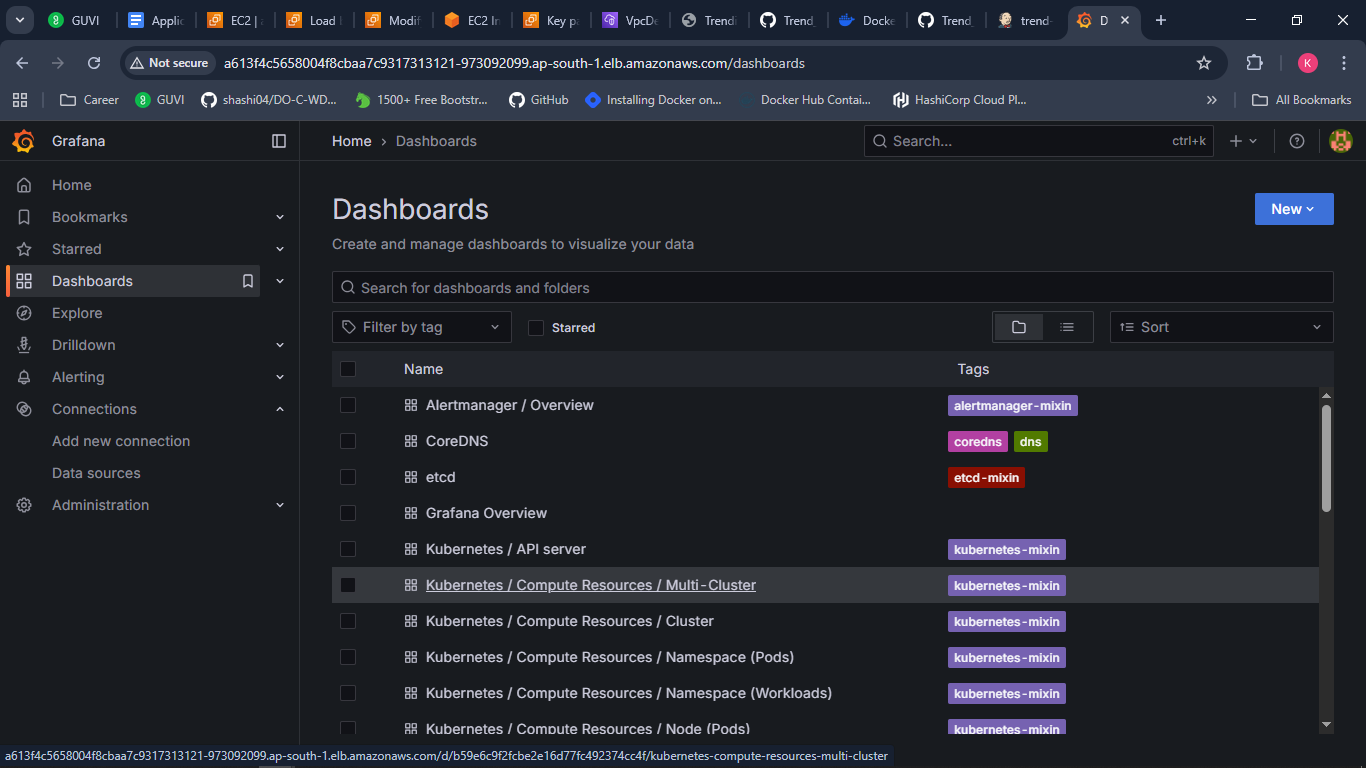 GUVI
Applic
EC2 |
Load
Modif
EC2 In
Key pa
VpcDe
Trendi
Trend_
Docke
Trend_
trend-
D
Not secure
a613f4c5658004f8cbaa7c9317313121-973092099.ap-south-1.elb.amazonaws.com/dashboards
K
Career
GUVI
shashi04/DO-C-WD...
1500+ Free Bootstr...
GitHub
Installing Docker on...
Docker Hub Contai...
HashiCorp Cloud Pl...
All Bookmarks
Grafana
Home › Dashboards
Search... ctrl+k
Home
Bookmarks
Starred
Dashboards
Explore
Drilldown
Alerting
Connections
Add new connection
Data sources
Administration
Dashboards
New
Create and manage dashboards to visualize your data
Search for dashboards and folders
Filter by tag
Starred
Sort
Name Tags
Alertmanager / Overview alertmanager-mixin
CoreDNS coredns dns
etcd etcd-mixin
Grafana Overview
Kubernetes / API server kubernetes-mixin
Kubernetes / Compute Resources / Multi-Cluster kubernetes-mixin
Kubernetes / Compute Resources / Cluster kubernetes-mixin
Kubernetes / Compute Resources / Namespace (Pods) kubernetes-mixin
Kubernetes / Compute Resources / Namespace (Workloads) kubernetes-mixin
Kubernetes / Compute Resources / Node (Pods) kubernetes-mixin
a613f4c5658004f8cbaa7c9317313121-973092099.ap-south-1.elb.amazonaws.com/d/b59e6c9f2fcbe2e16d77fc492374cc4f/kubernetes-compute-resources-multi-cluster